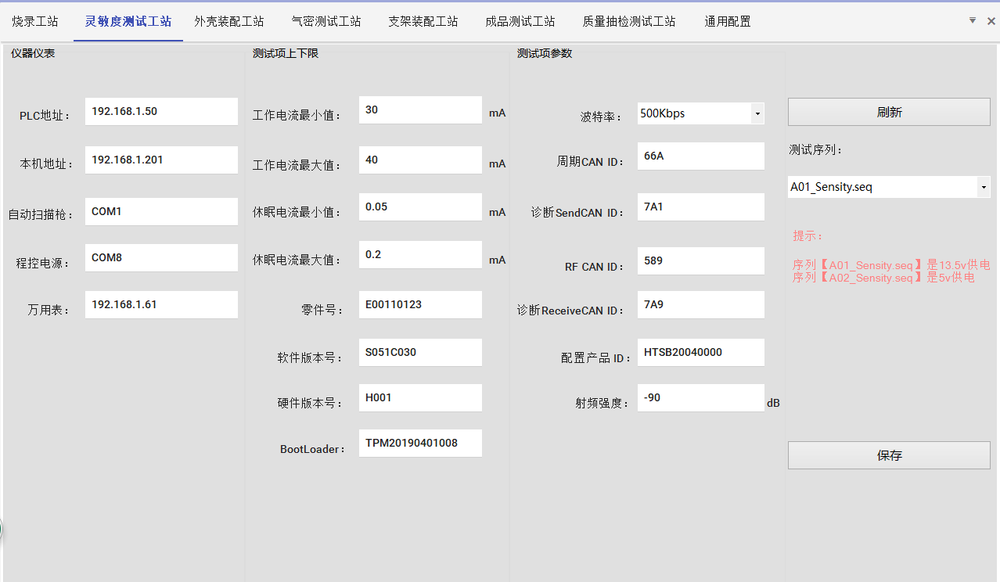 烧录工站 灵敏度测试工站 外壳装配工站 气密测试工站 支架装配工站 成品测试工站 质量抽检测试工站 通用配置
仪器仪表
PLC地址： 192.168.1.50
本机地址： 192.168.1.201
自动扫描枪： COM1
程控电源： COM8
万用表： 192.168.1.61
测试项上下限
工作电流最小值： 30 mA
工作电流最大值： 40 mA
休眠电流最小值： 0.05 mA
休眠电流最大值： 0.2 mA
零件号： E00110123
软件版本号： S051C030
硬件版本号： H001
BootLoader： TPM20190401008
测试项参数
波特率： 500Kbps
周期CAN ID： 66A
诊断SendCAN ID： 7A1
RF CAN ID： 589
诊断ReceiveCAN ID： 7A9
配置产品 ID： HTSB20040000
射频强度： -90 dB
刷新
测试序列：
A01_Sensity.seq
提示：
序列【A01_Sensity.seq】是13.5v供电
序列【A02_Sensity.seq】是5v供电
保存